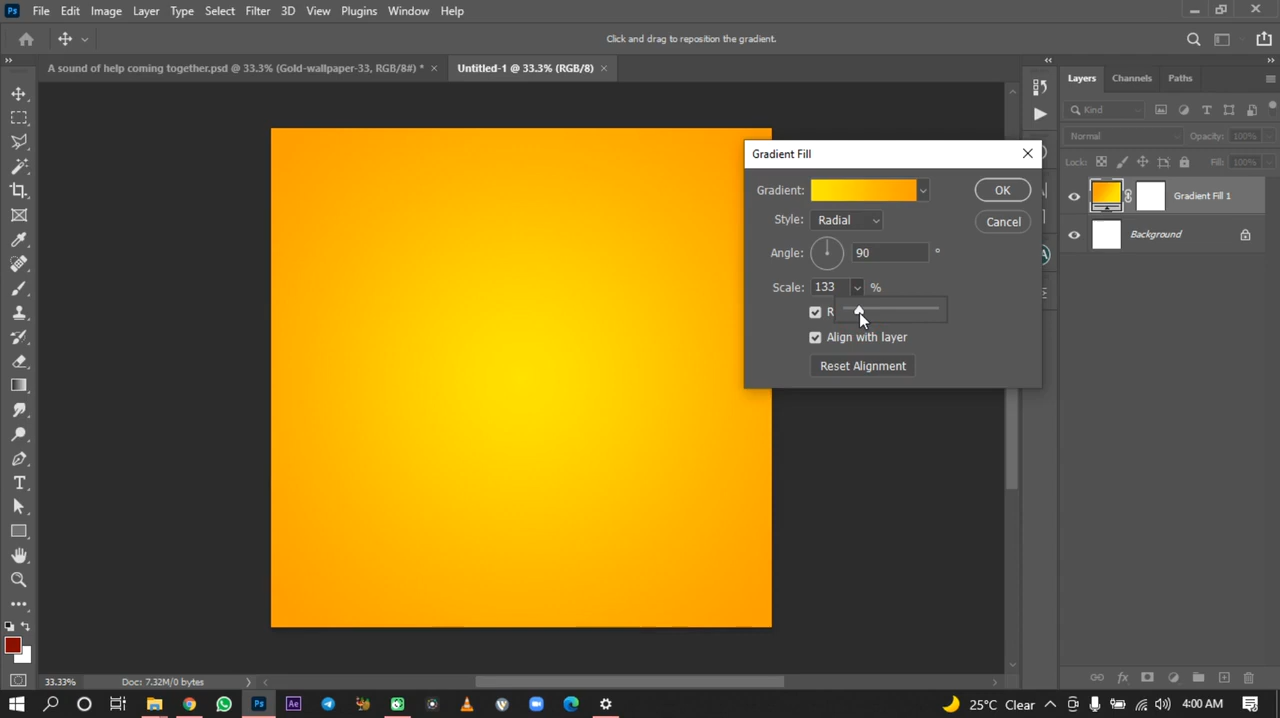 Ps File Edit Image Layer Type Select Filter 3D View Plugins Window Help
Click and drag to reposition the gradient.
A sound of help coming together.psd @ 33.3% (Gold-wallpaper-33, RGB/8#) * ×
Untitled-1 @ 33.3% (RGB/8) ×
Layers Channels Paths
Kind
Normal Opacity: 100%
Lock: Fill: 100%
Gradient Fill 1
Background
Gradient Fill
Gradient: OK
Style: Radial Cancel
Angle: 90 °
Scale: 133 %
R
Align with layer
Reset Alignment
33.33% Doc: 7.32M/0 bytes
Ps Ae 25°C Clear 4:00 AM